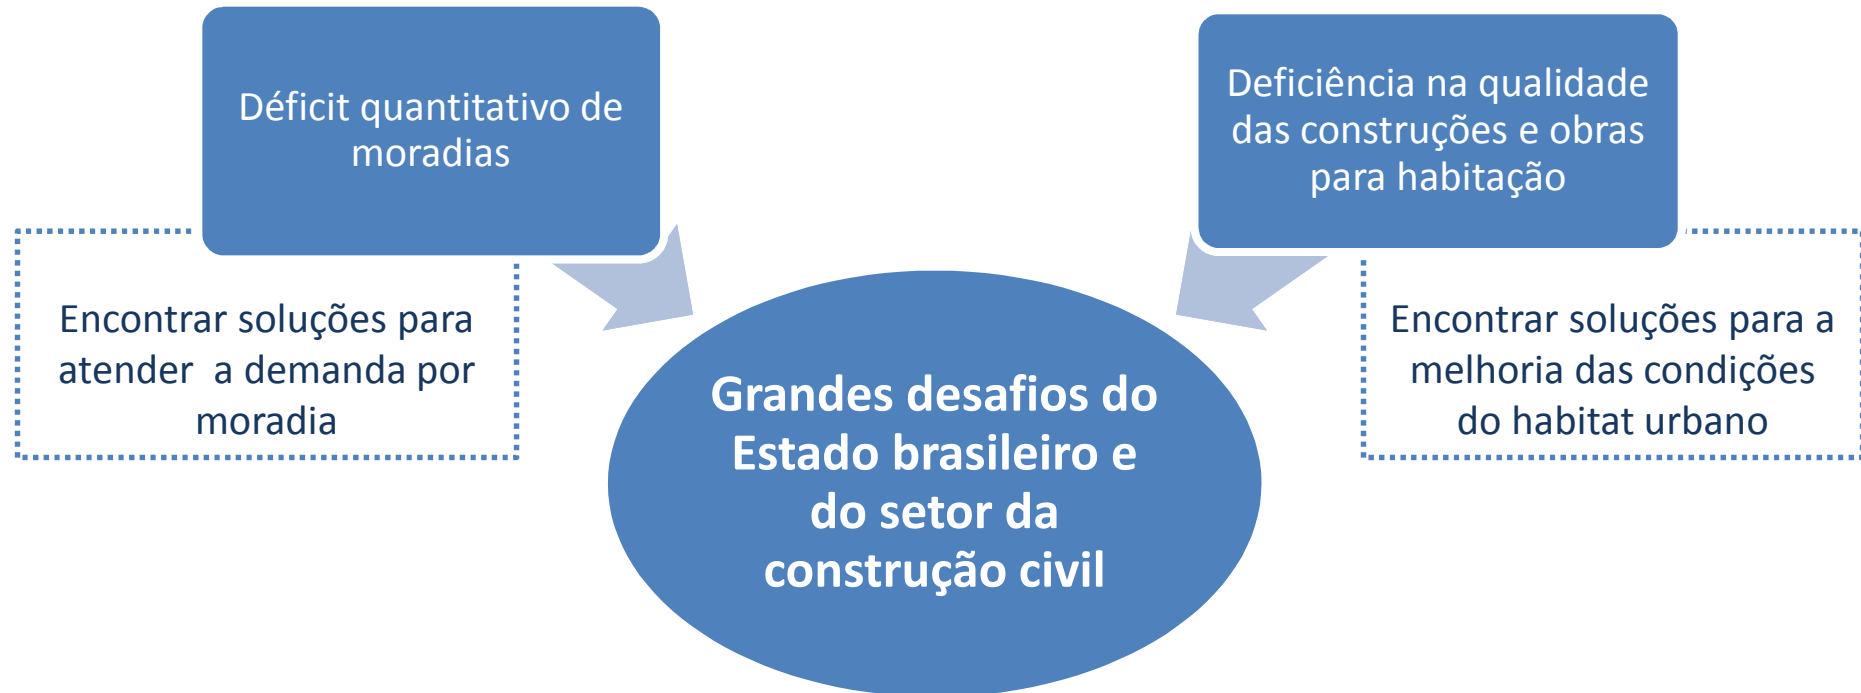 Déficit quantitativo de
moradias
Encontrar soluções para
atender a demanda por
moradia
Deficiência na qualidade
das construções e obras
para habitação
Encontrar soluções para a
melhoria das condições
do habitat urbano
Grandes desafios do
Estado brasileiro e
do setor da
construção civil